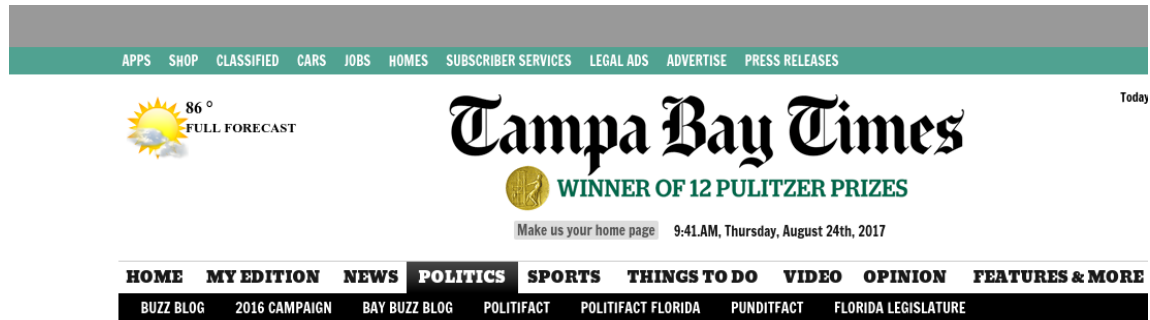 APPS SHOP CLASSIFIED CARS JOBS HOMES SUBSCRIBER SERVICES LEGAL ADS ADVERTISE PRESS RELEASES
86 °
FULL FORECAST
Today
Tampa Bay Times
WINNER OF 12 PULITZER PRIZES
Make us your home page 9:41.AM, Thursday, August 24th, 2017
HOME MY EDITION NEWS POLITICS SPORTS THINGS TO DO VIDEO OPINION FEATURES & MORE
BUZZ BLOG 2016 CAMPAIGN BAY BUZZ BLOG POLITIFACT POLITIFACT FLORIDA PUNDITFACT FLORIDA LEGISLATURE